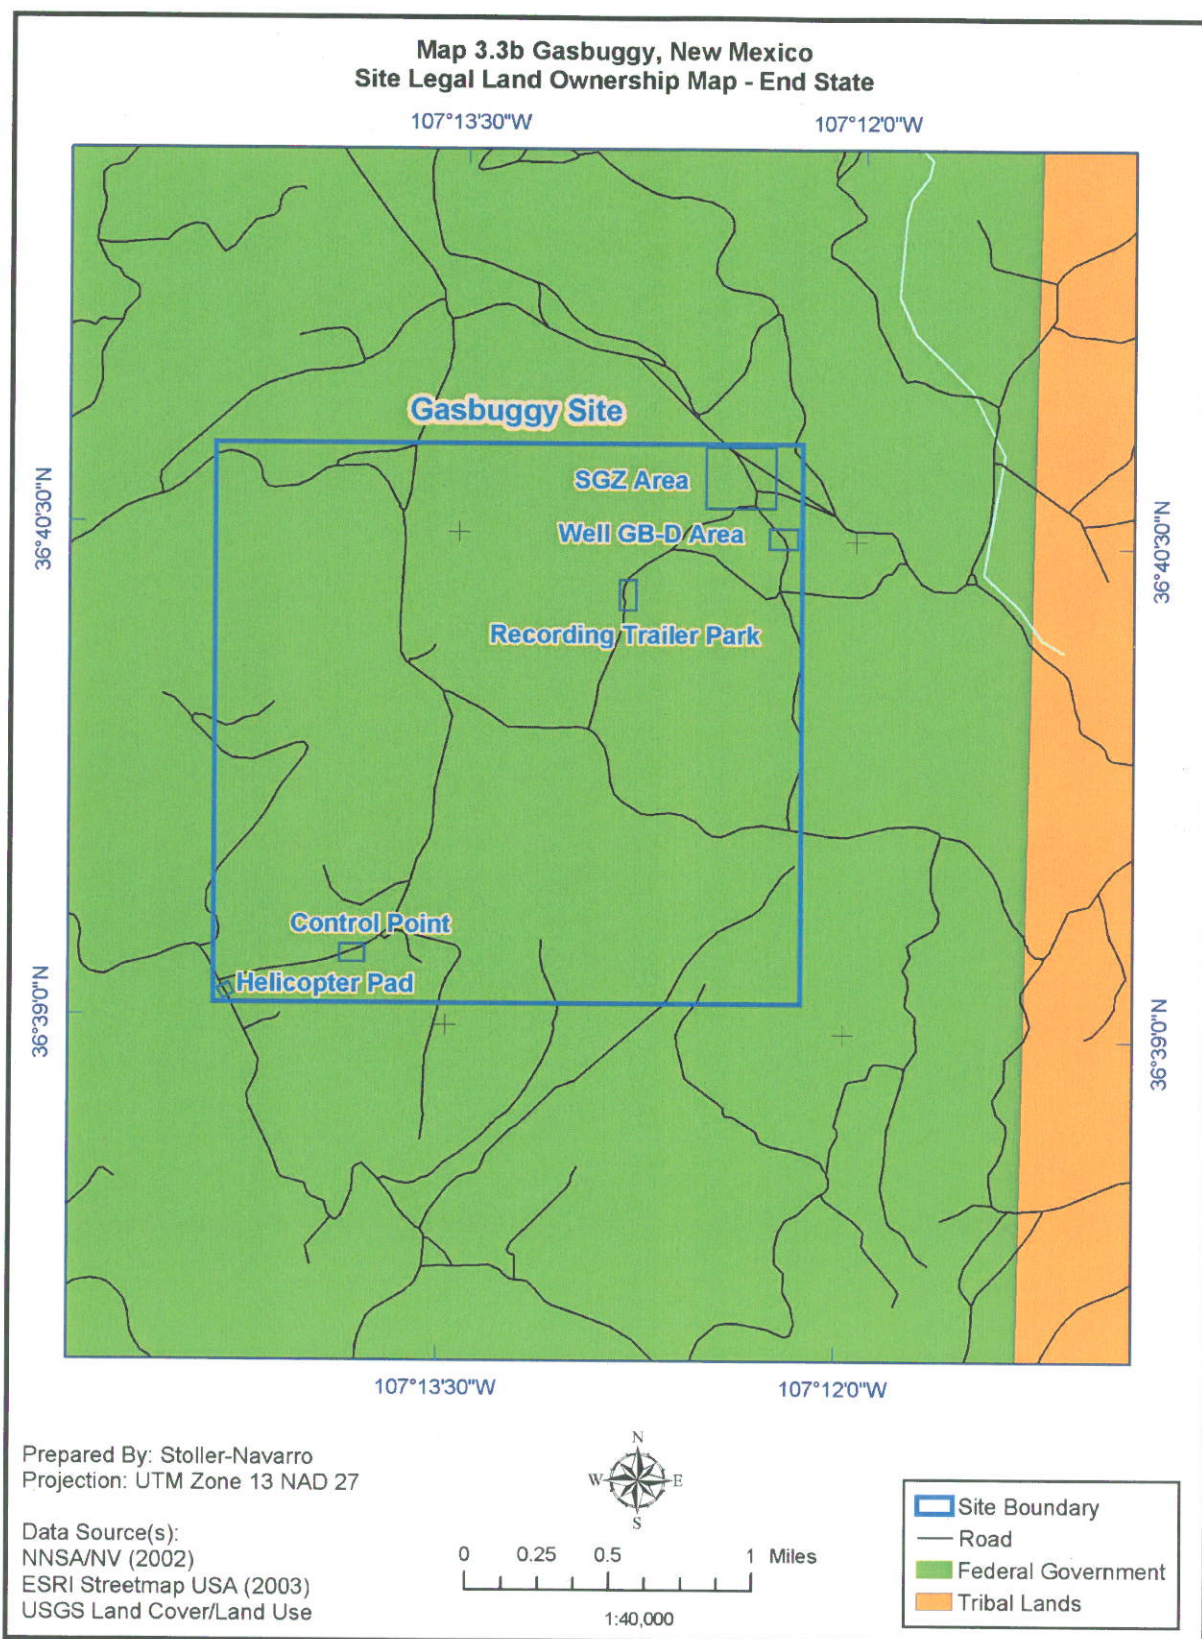 Map 3.3b Gasbuggy, New Mexico
Site Legal Land Ownership Map - End State
107°13'30"W
107°12'0"W
Gasbuggy Site
SGZ Area
36°40'30"N
36°40'30"N
Well GB-D Area
Recording Trailer Park
Control Point
Helicopter Pad
36°39'0"N
36°39'0"N
107°13'30"W
107°12'0"W
Prepared By: Stoller-Navarro
Projection: UTM Zone 13 NAD 27
Data Source(s):
NNSA/NV (2002)
ESRI Streetmap USA (2003)
USGS Land Cover/Land Use
N
W E
S
0 0.25 0.5 1 Miles
1:40,000
Site Boundary
Road
Federal Government
Tribal Lands